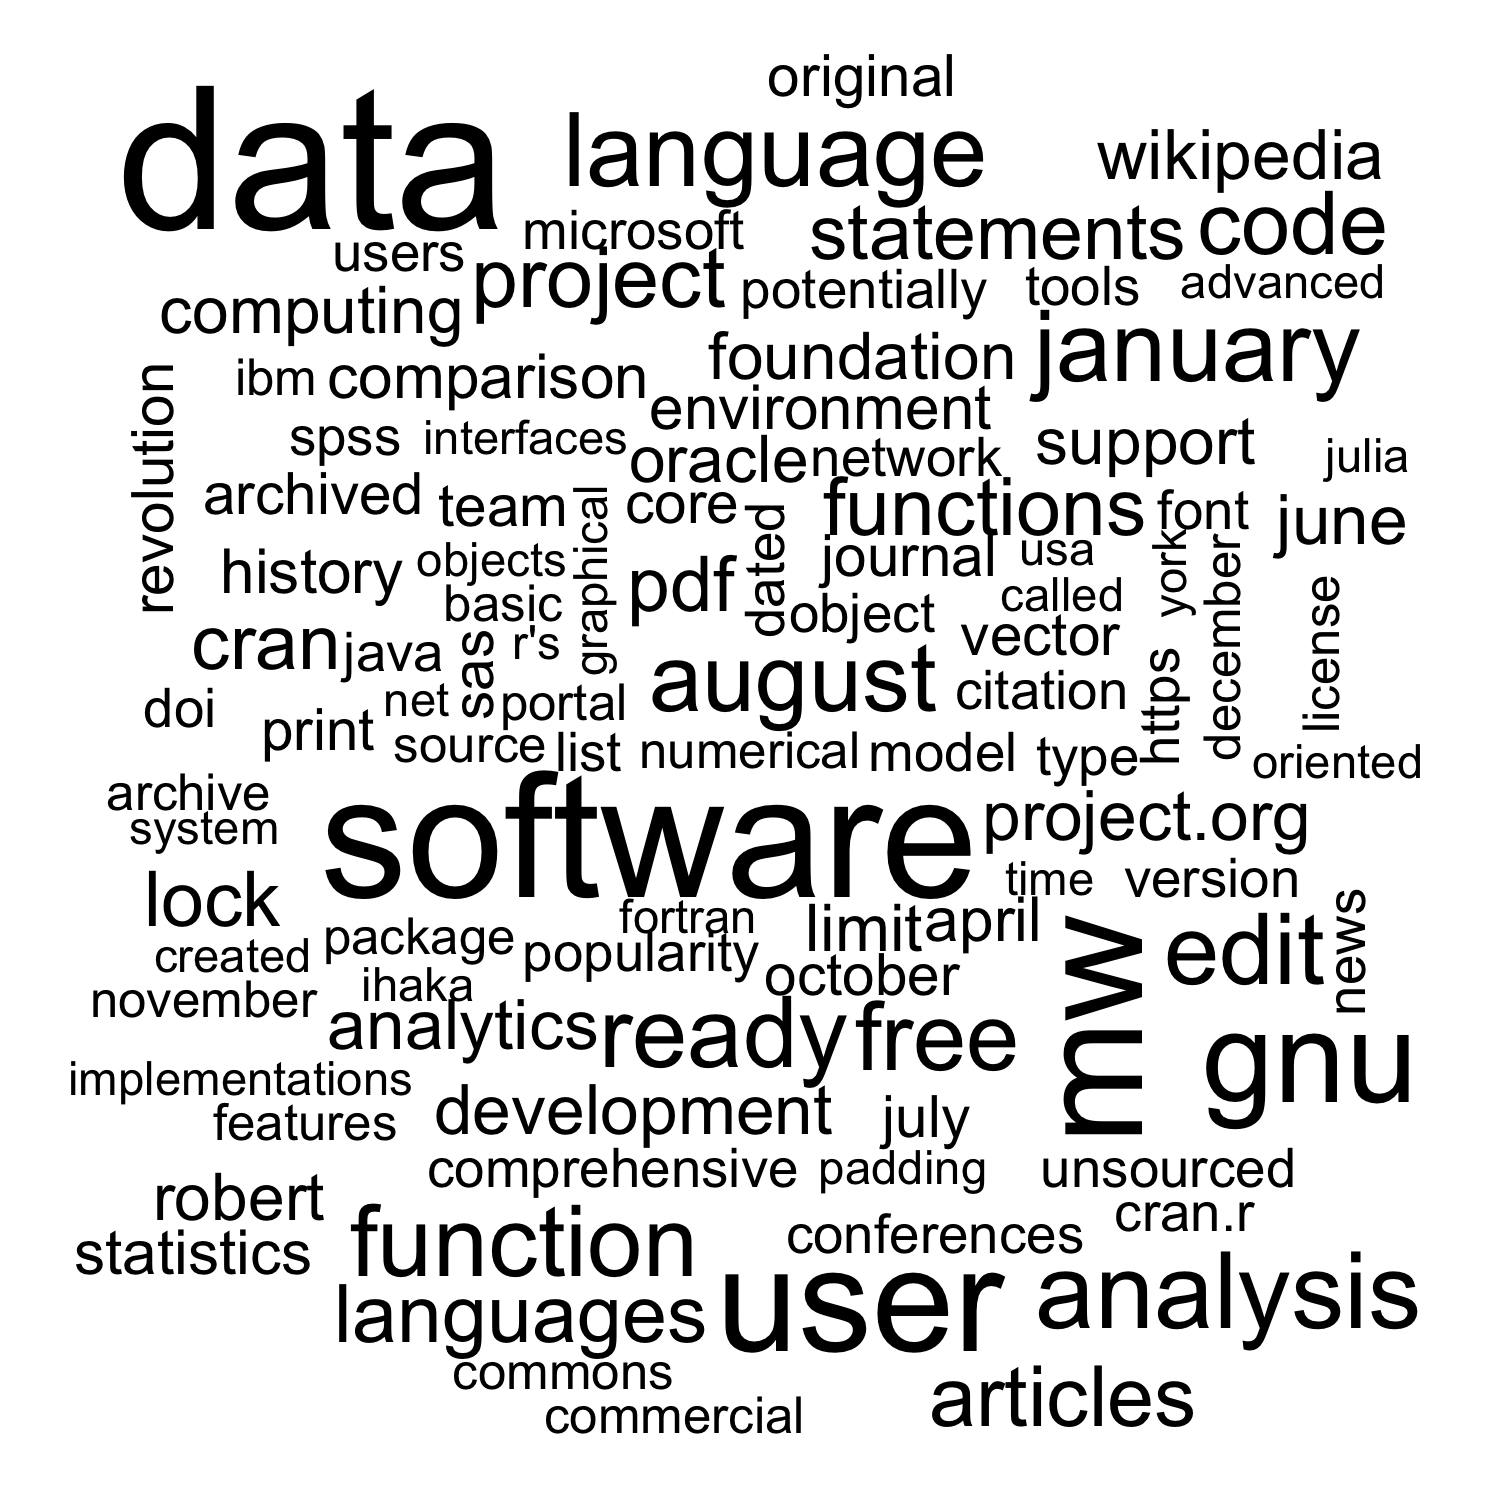 original
data
language
wikipedia
microsoft
statements
code
users
project
potentially
tools
advanced
computing
january
foundation
ibm
comparison
revolution
environment
spss
interfaces
oracle
network
support
julia
archived
team
core
functions
font
june
graphical
dated
history
objects
pdf
journal
usa
york
december
basic
object
called
license
cran
java
sas
r's
vector
august
citation
https
doi
net
portal
print
source
list
numerical
model
type
oriented
archive
system
software
project.org
time
version
lock
fortran
limit
april
mw
edit
news
created
package
popularity
october
november
ihaka
analytics
ready
free
gnu
implementations
features
development
july
comprehensive
padding
unsourced
robert
function
conferences
cran.r
statistics
languages
user
analysis
commons
articles
commercial